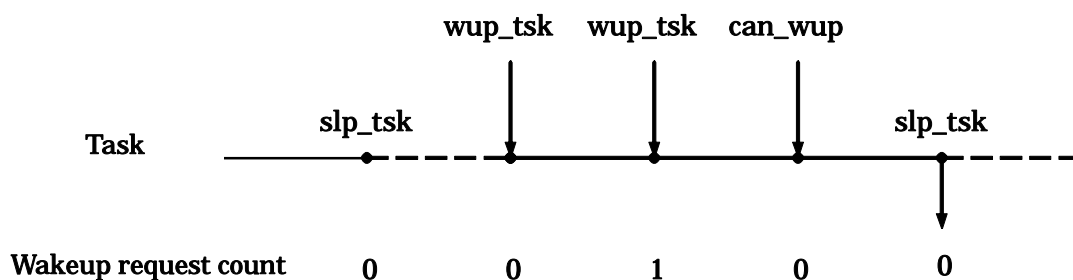 wup_tsk wup_tsk can_wup
slp_tsk slp_tsk
Task
Wakeup request count 0 0 1 0 0